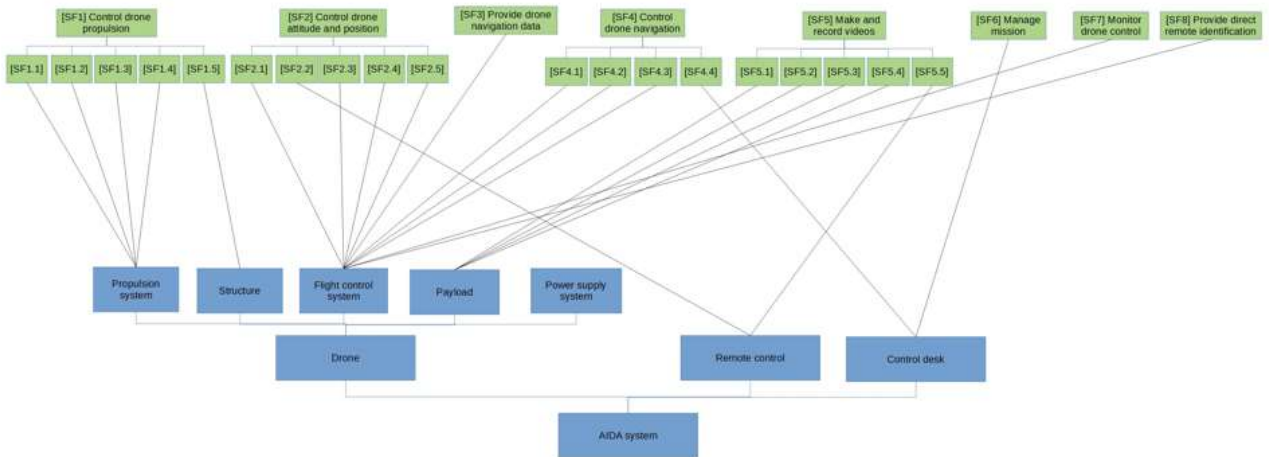 [SF1] Control drone
propulsion
[SF2] Control drone
attitude and position
[SF3] Provide drone
navigation data
[SF4] Control
drone navigation
[SF5] Make and
record videos
[SF6] Manage
mission
[SF7] Monitor
drone control
[SF8] Provide direct
remote identification
[SF1.1]
[SF1.2]
[SF1.3]
[SF1.4]
[SF1.5]
[SF2.1]
[SF2.2]
[SF2.3]
[SF2.4]
[SF2.5]
[SF4.1]
[SF4.2]
[SF4.3]
[SF4.4]
[SF5.1]
[SF5.2]
[SF5.3]
[SF5.4]
[SF5.5]
Propulsion
system
Structure
Flight control
system
Payload
Power supply
system
Drone
Remote control
Control desk
AIDA system